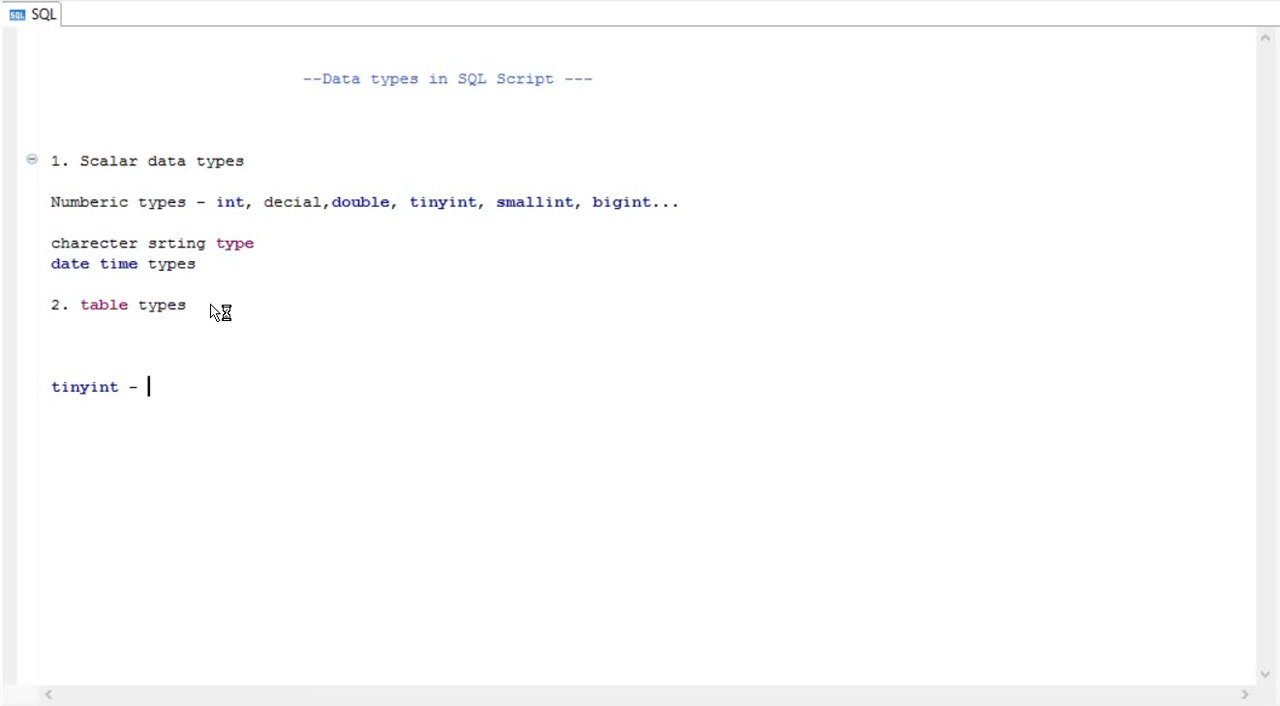 SQL
--Data types in SQL Script ---
1. Scalar data types
Numberic types - int, decial,double, tinyint, smallint, bigint...
charecter srting type
date time types
2. table types
tinyint -